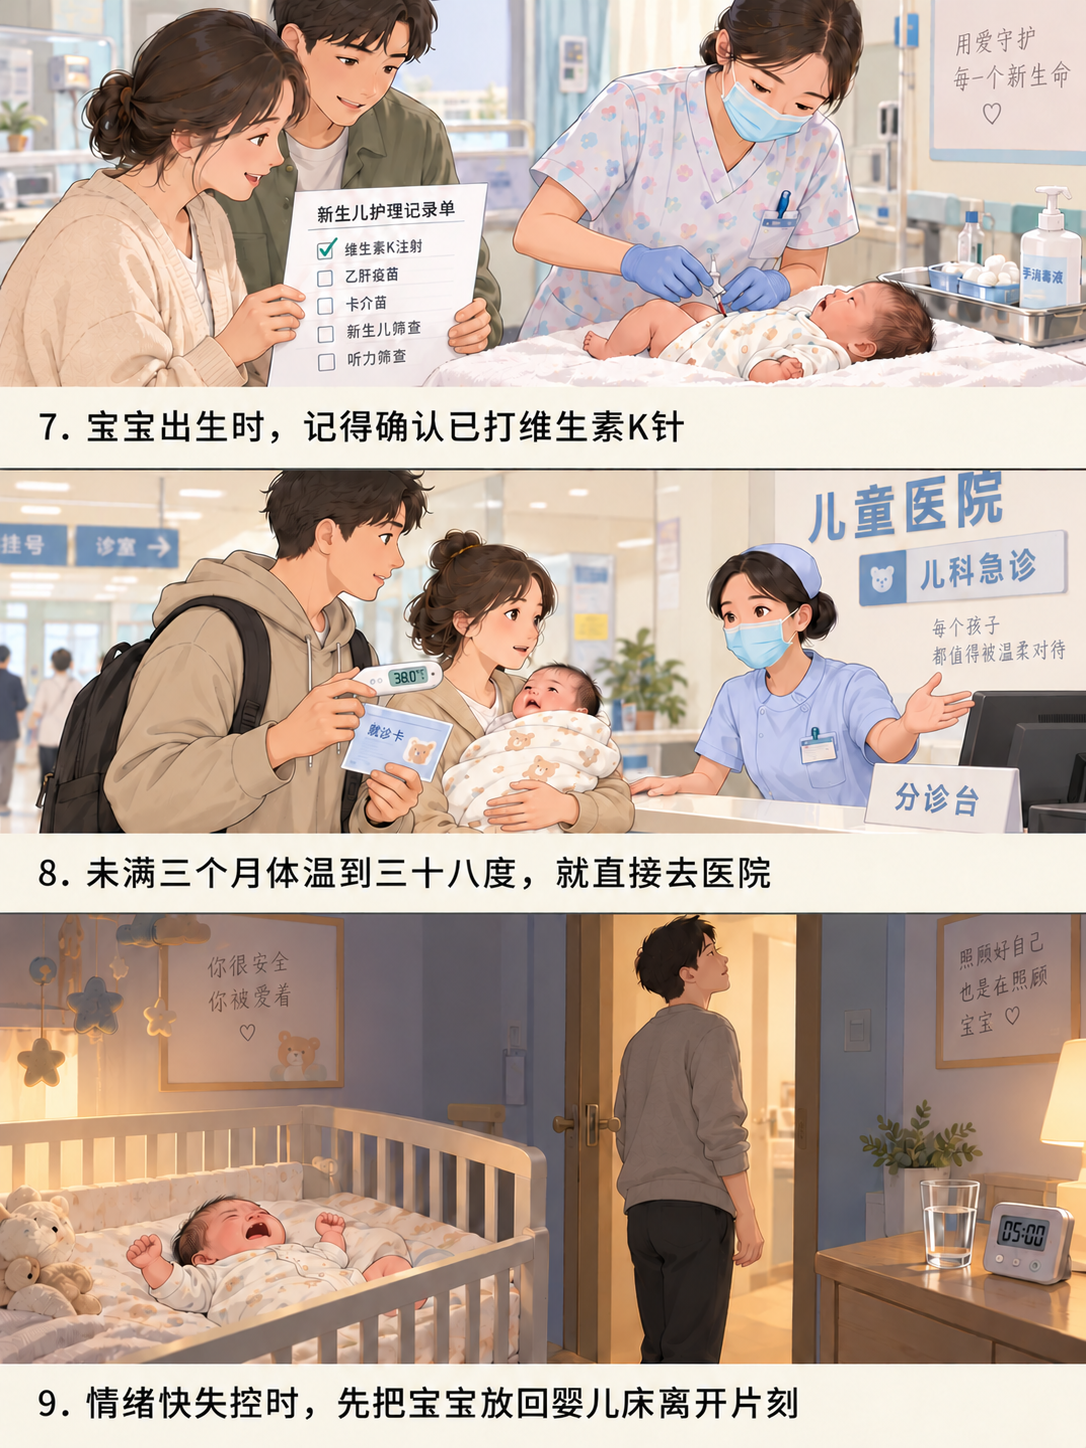 用爱守护
每一个新生命
♡
新生儿护理记录单
维生素K注射
乙肝疫苗
卡介苗
新生儿筛查
听力筛查
手消毒液
7. 宝宝出生时，记得确认已打维生素K针
挂号
诊室 →
儿童医院
儿科急诊
每个孩子
都值得被温柔对待
38.0℃
就诊卡
分诊台
8. 未满三个月体温到三十八度，就直接去医院
你很安全
你被爱着
♡
照顾好自己
也是在照顾
宝宝 ♡
05:00
9. 情绪快失控时，先把宝宝放回婴儿床离开片刻